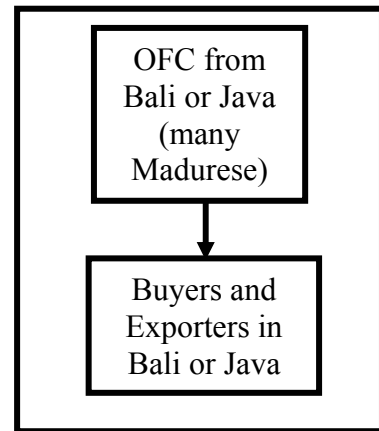 OFC from
Bali or Java
(many
Madurese)
Buyers and
Exporters in
Bali or Java